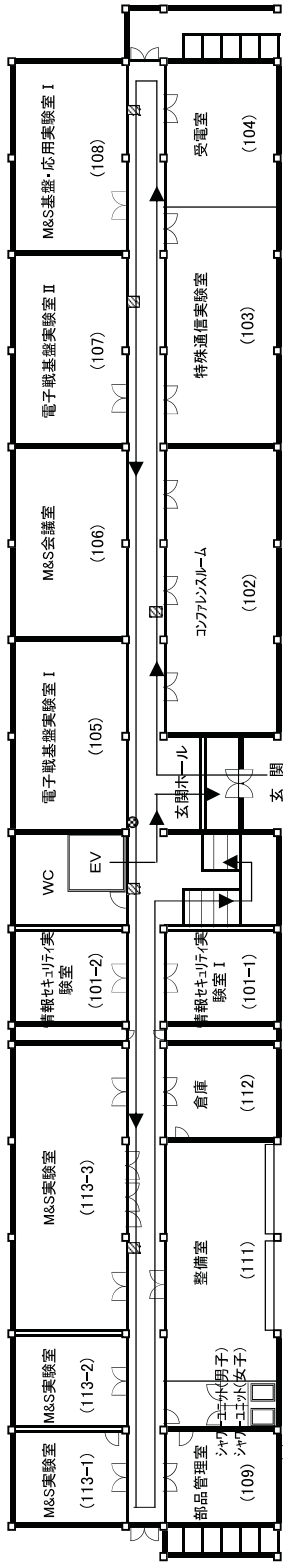 M&S基盤・応用実験室Ⅰ
(108)
電子戦基盤実験室Ⅱ
(107)
M&S会議室
(106)
電子戦基盤実験室Ⅰ
(105)
WC
EV
情報セキュリティ実
験室
(101-2)
M&S実験室
(113-3)
M&S実験室
(113-2)
M&S実験室
(113-1)
受電室
(104)
特殊通信実験室
(103)
コンファレンスルーム
(102)
玄関ホール
玄 関
情報セキュリティ実
験室Ⅰ
(101-1)
倉庫
(112)
整備室
(111)
シャワーユニット(男子)
シャワーユニット(女子)
部品管理室
(109)